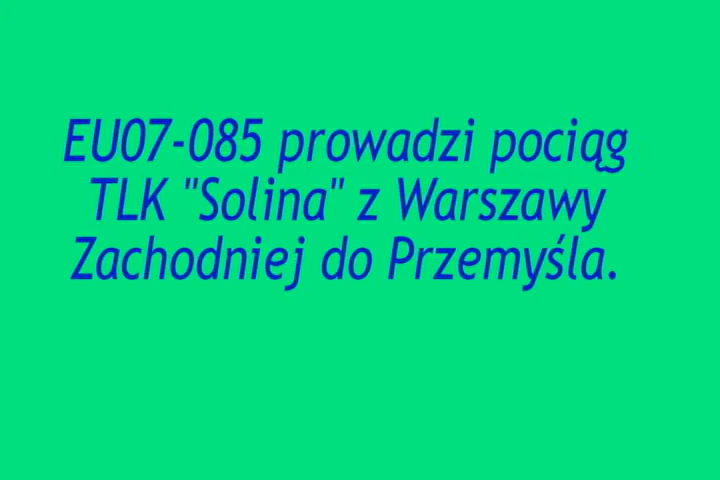 EU07-085 prowadzi pociąg
TLK "Solina" z Warszawy
Zachodniej do Przemyśla.